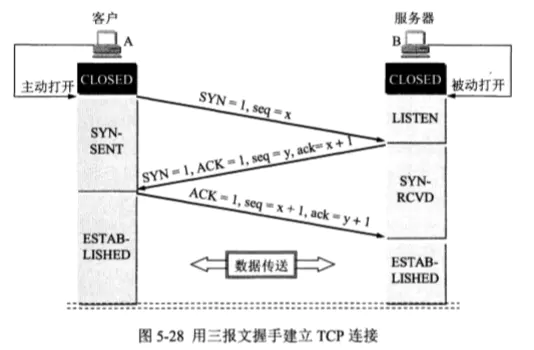 客户
服务器
A
B
主动打开
CLOSED
CLOSED
被动打开
SYN = 1, seq = x
LISTEN
SYN-
SENT
SYN = 1, ACK = 1, seq = y, ack= x + 1
SYN-
RCVD
ACK = 1, seq = x + 1, ack = y + 1
ESTAB-
LISHED
数据传送
ESTAB-
LISHED
图 5-28 用三报文握手建立 TCP 连接